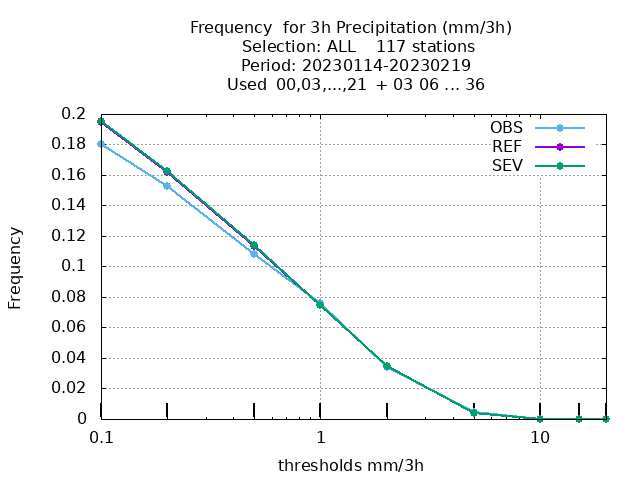 Frequency  for 3h Precipitation (mm/3h)
Selection: ALL    117 stations
Period: 20230114-20230219
Used  00,03,...,21  + 03 06 ... 36
OBS
REF
SEV
0.2
0.18
0.16
0.14
0.12
0.1
0.08
0.06
0.04
0.02
0
Frequency
0.1
1
10
thresholds mm/3h